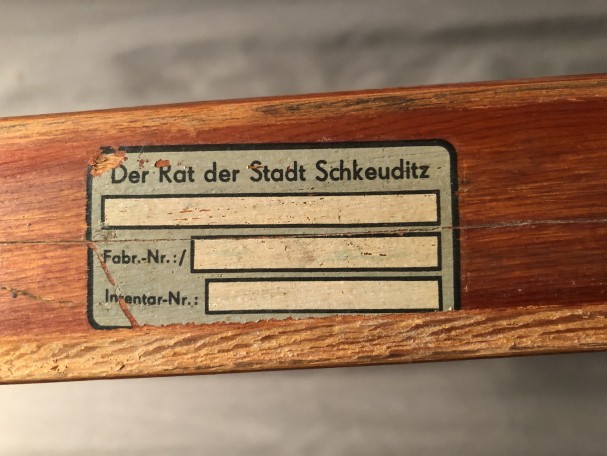 Der Rat der Stadt Schkeuditz
Fabr.-Nr.:/
Inventar-Nr.: